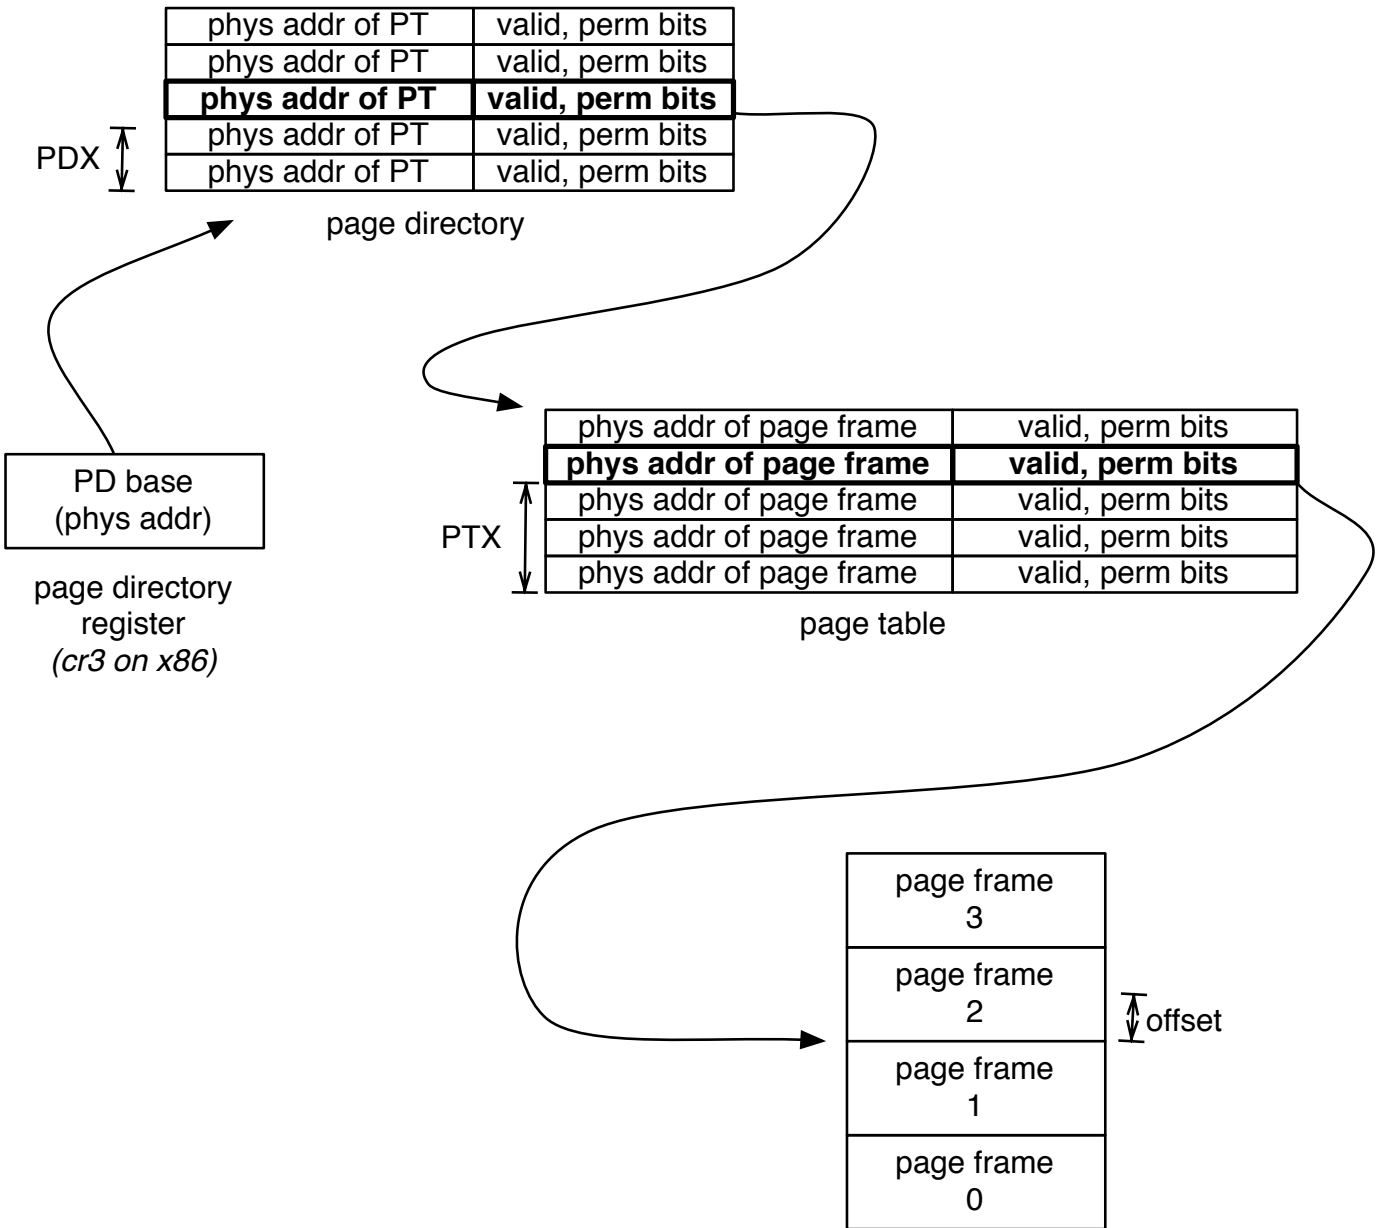 phys addr of PT valid, perm bits
phys addr of PT valid, perm bits
phys addr of PT valid, perm bits
phys addr of PT valid, perm bits
phys addr of PT valid, perm bits
PDX
page directory
PD base
(phys addr)
page directory
register
(cr3 on x86)
phys addr of page frame valid, perm bits
phys addr of page frame valid, perm bits
phys addr of page frame valid, perm bits
phys addr of page frame valid, perm bits
phys addr of page frame valid, perm bits
PTX
page table
page frame
3
page frame
2
offset
page frame
1
page frame
0